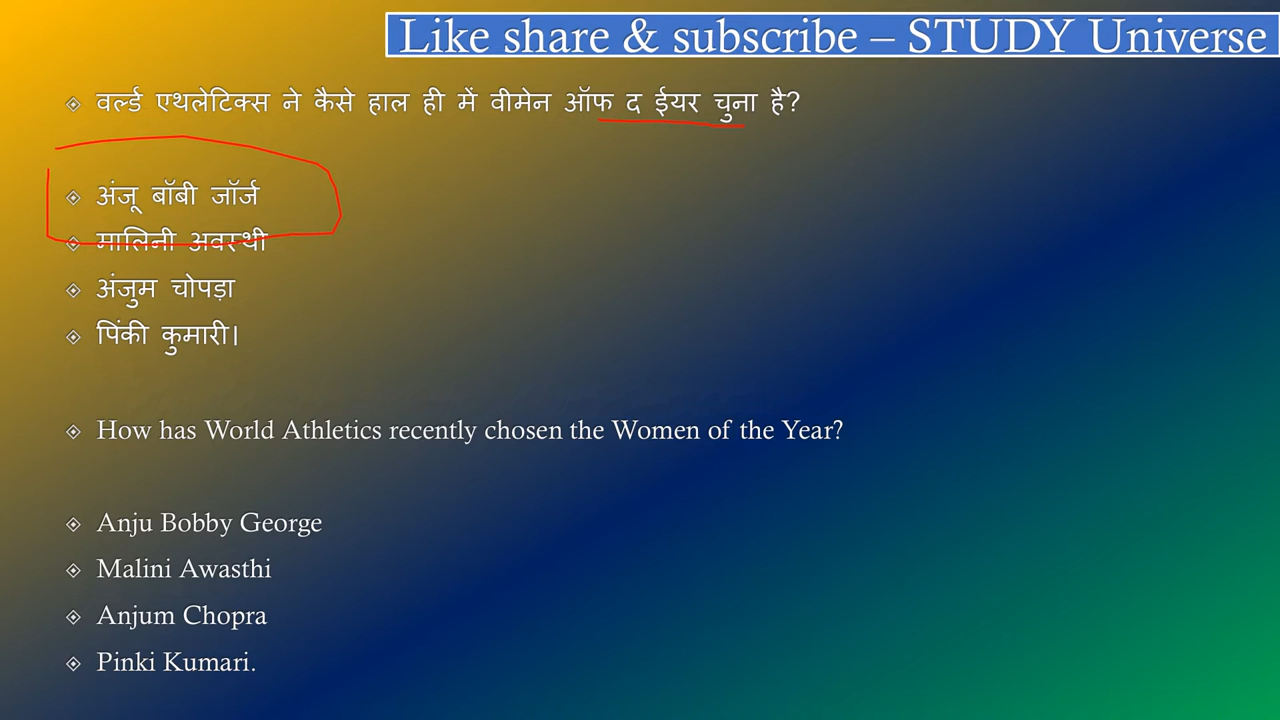 Like share & subscribe – STUDY Universe
वर्ल्ड एथलेटिक्स ने कैसे हाल ही में वीमेन ऑफ द ईयर चुना है?
अंजू बॉबी जॉर्ज
मालिनी अवस्थी
अंजुम चोपड़ा
पिंकी कुमारी।
How has World Athletics recently chosen the Women of the Year?
Anju Bobby George
Malini Awasthi
Anjum Chopra
Pinki Kumari.